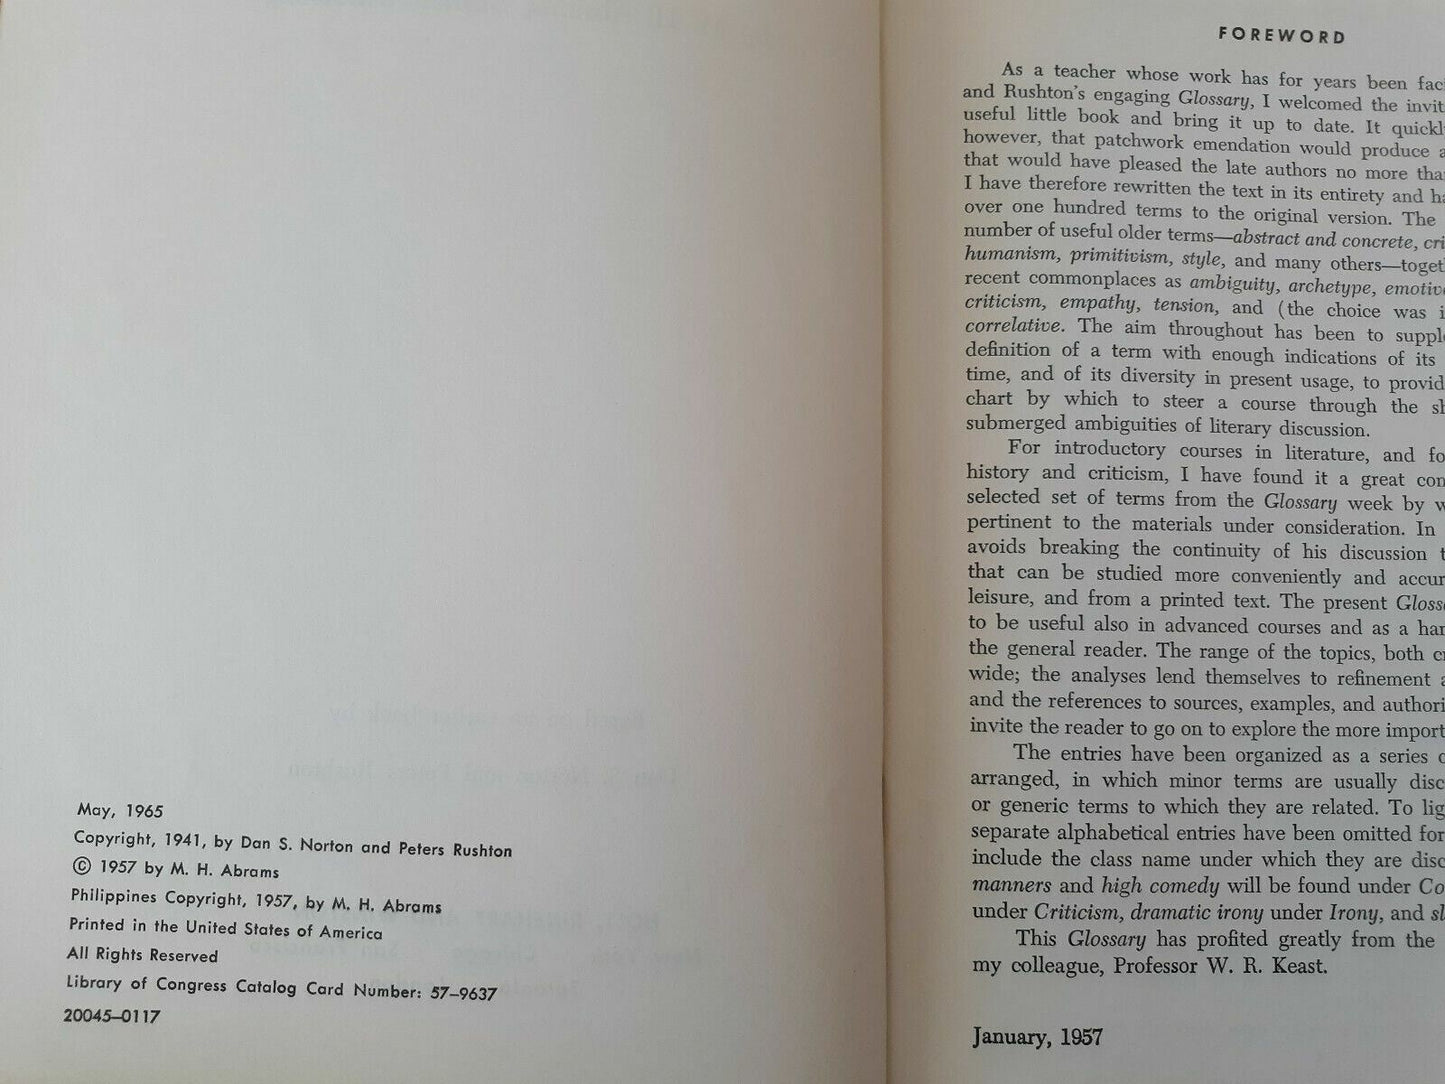 May, 1965
Copyright, 1941, by Dan S. Norton and Peters Rushton
© 1957 by M. H. Abrams
Philippines Copyright, 1957, by M. H. Abrams
Printed in the United States of America
All Rights Reserved
Library of Congress Catalog Card Number: 57–9637
20045–0117
FOREWORD
As a teacher whose work has for years been
and Rushton's engaging Glossary, I welcomed the
useful little book and bring it up to date. It
however, that patchwork emendation would produce
that would have pleased the late authors no more
I have therefore rewritten the text in its entirety and
over one hundred terms to the original version. The
number of useful older terms—abstract and concrete,
humanism, primitivism, style, and many others—
recent commonplaces as ambiguity, archetype,
criticism, empathy, tension, and (the choice was
correlative. The aim throughout has been to
definition of a term with enough indications of its
time, and of its diversity in present usage, to
chart by which to steer a course through the
submerged ambiguities of literary discussion.
For introductory courses in literature, and
history and criticism, I have found it a great
selected set of terms from the Glossary week by
pertinent to the materials under consideration. In
avoids breaking the continuity of his discussion
that can be studied more conveniently and
leisure, and from a printed text. The present
to be useful also in advanced courses and as a
the general reader. The range of the topics, both
wide; the analyses lend themselves to refinement
and the references to sources, examples, and
invite the reader to go on to explore the more
The entries have been organized as a series
arranged, in which minor terms are usually
or generic terms to which they are related. To
separate alphabetical entries have been omitted for
include the class name under which they are
manners and high comedy will be found under
under Criticism, dramatic irony under Irony, and
This Glossary has profited greatly from the
my colleague, Professor W. R. Keast.
January, 1957